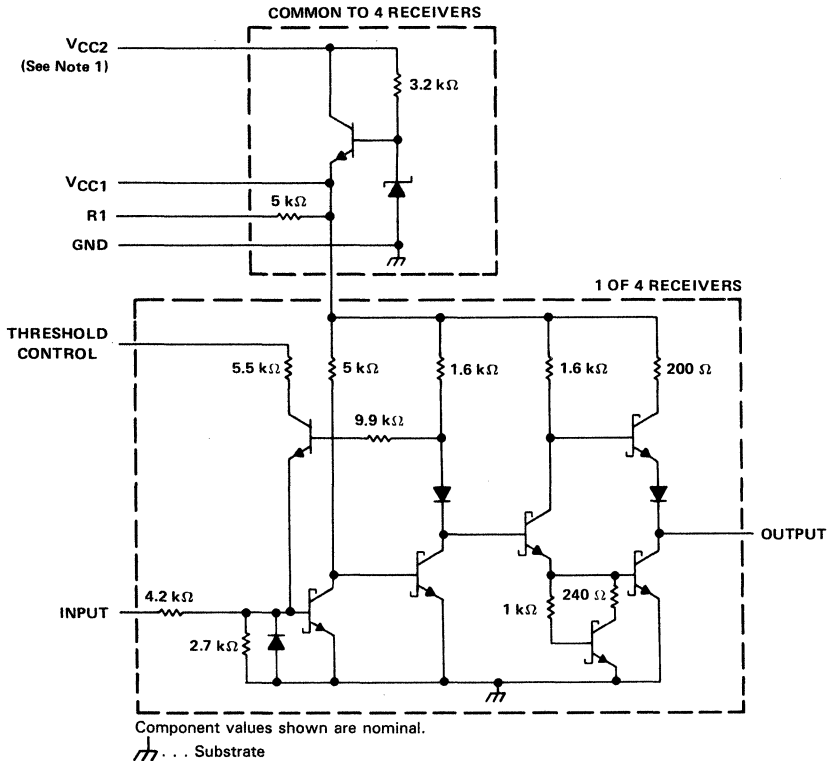 COMMON TO 4 RECEIVERS
VCC2
(See Note 1)
3.2 kΩ
VCC1
5 kΩ
R1
GND
1 OF 4 RECEIVERS
THRESHOLD
CONTROL
5.5 kΩ
5 kΩ
1.6 kΩ
1.6 kΩ
200 Ω
9.9 kΩ
OUTPUT
4.2 kΩ
INPUT
1 kΩ
240 Ω
2.7 kΩ
Component values shown are nominal.
. . . Substrate